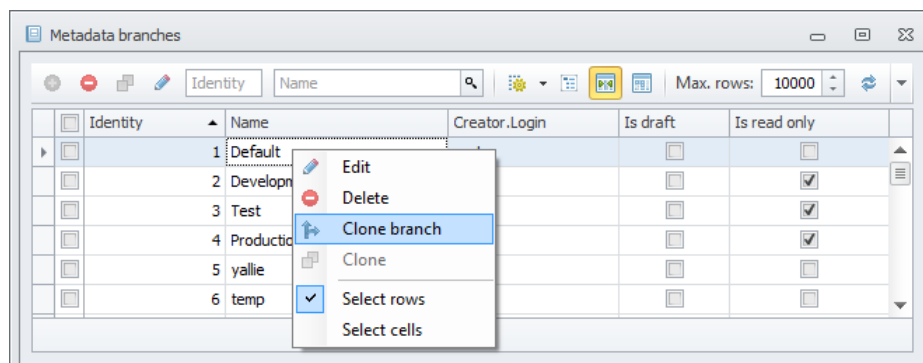 Metadata branches
Identity Name Max. rows: 10000
Identity Name Creator.Login Is draft Is read only
1 Default
2 Developm
3 Test
4 Productio
5 yallie
6 temp
Edit
Delete
Clone branch
Clone
Select rows
Select cells